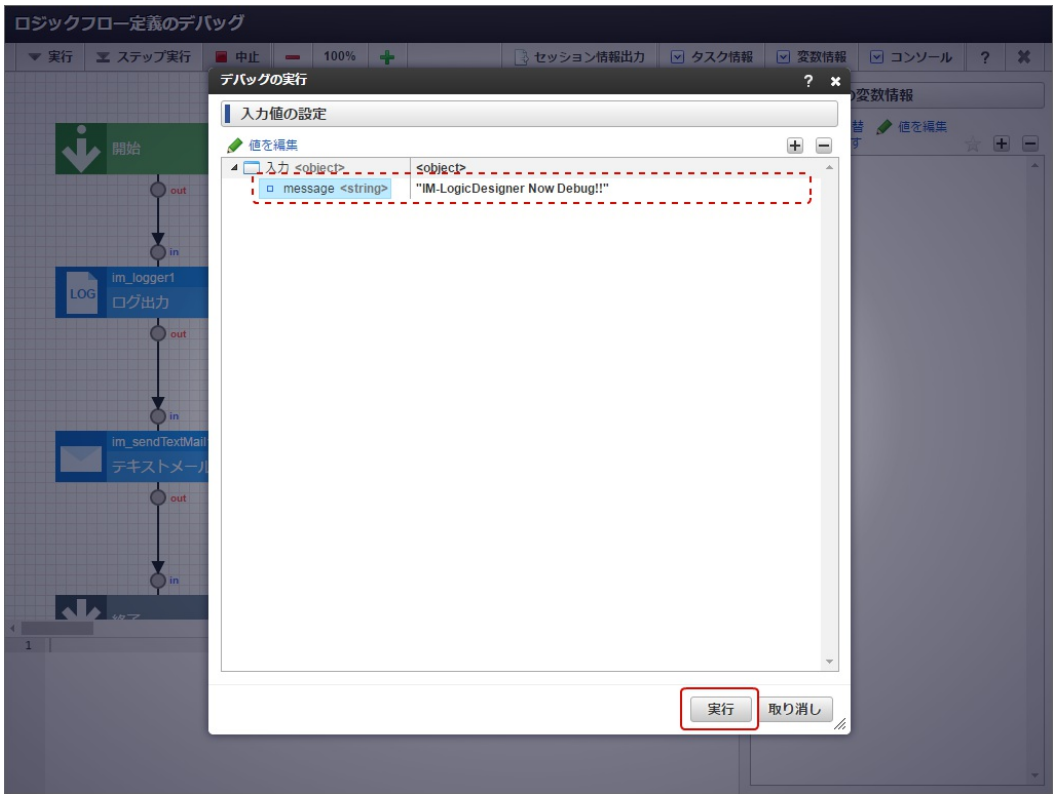 ロジックフロー定義のデバッグ
実行 ステップ実行 中止 100% セッション情報出力 タスク情報 変数情報 コンソール ?
デバッグの実行 ?
変数情報
入力値の設定
値を編集
替 値を編集
す
入力 <object> <object>
message <string> "IM-LogicDesigner Now Debug!!"
開始
out
in
im_logger1
LOG
ログ出力
out
in
im_sendTextMail
テキストメール
out
in
終了
1
実行 取り消し